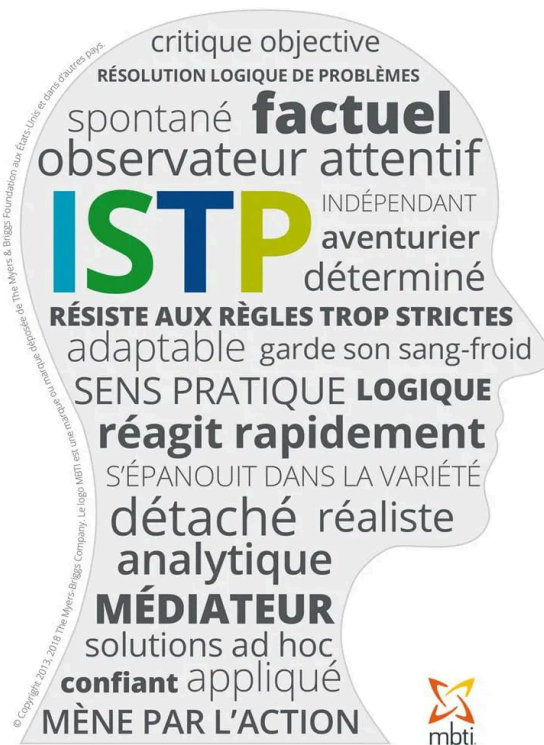 critique objective
RÉSOLUTION LOGIQUE DE PROBLÈMES
spontané factuel
observateur attentif
ISTP
INDÉPENDANT
aventurier
déterminé
RÉSISTE AUX RÈGLES TROP STRICTES
adaptable garde son sang-froid
SENS PRATIQUE LOGIQUE
réagit rapidement
S'ÉPANOUIT DANS LA VARIÉTÉ
détaché réaliste
analytique
MÉDIATEUR
solutions ad hoc
confiant appliqué
MÈNE PAR L'ACTION
mbti
© Copyright 2013, 2018 The Myers-Briggs Company. Le logo MBTI est une marque ou marque déposée de The Myers & Briggs Foundation aux États-Unis et dans d'autres pays.